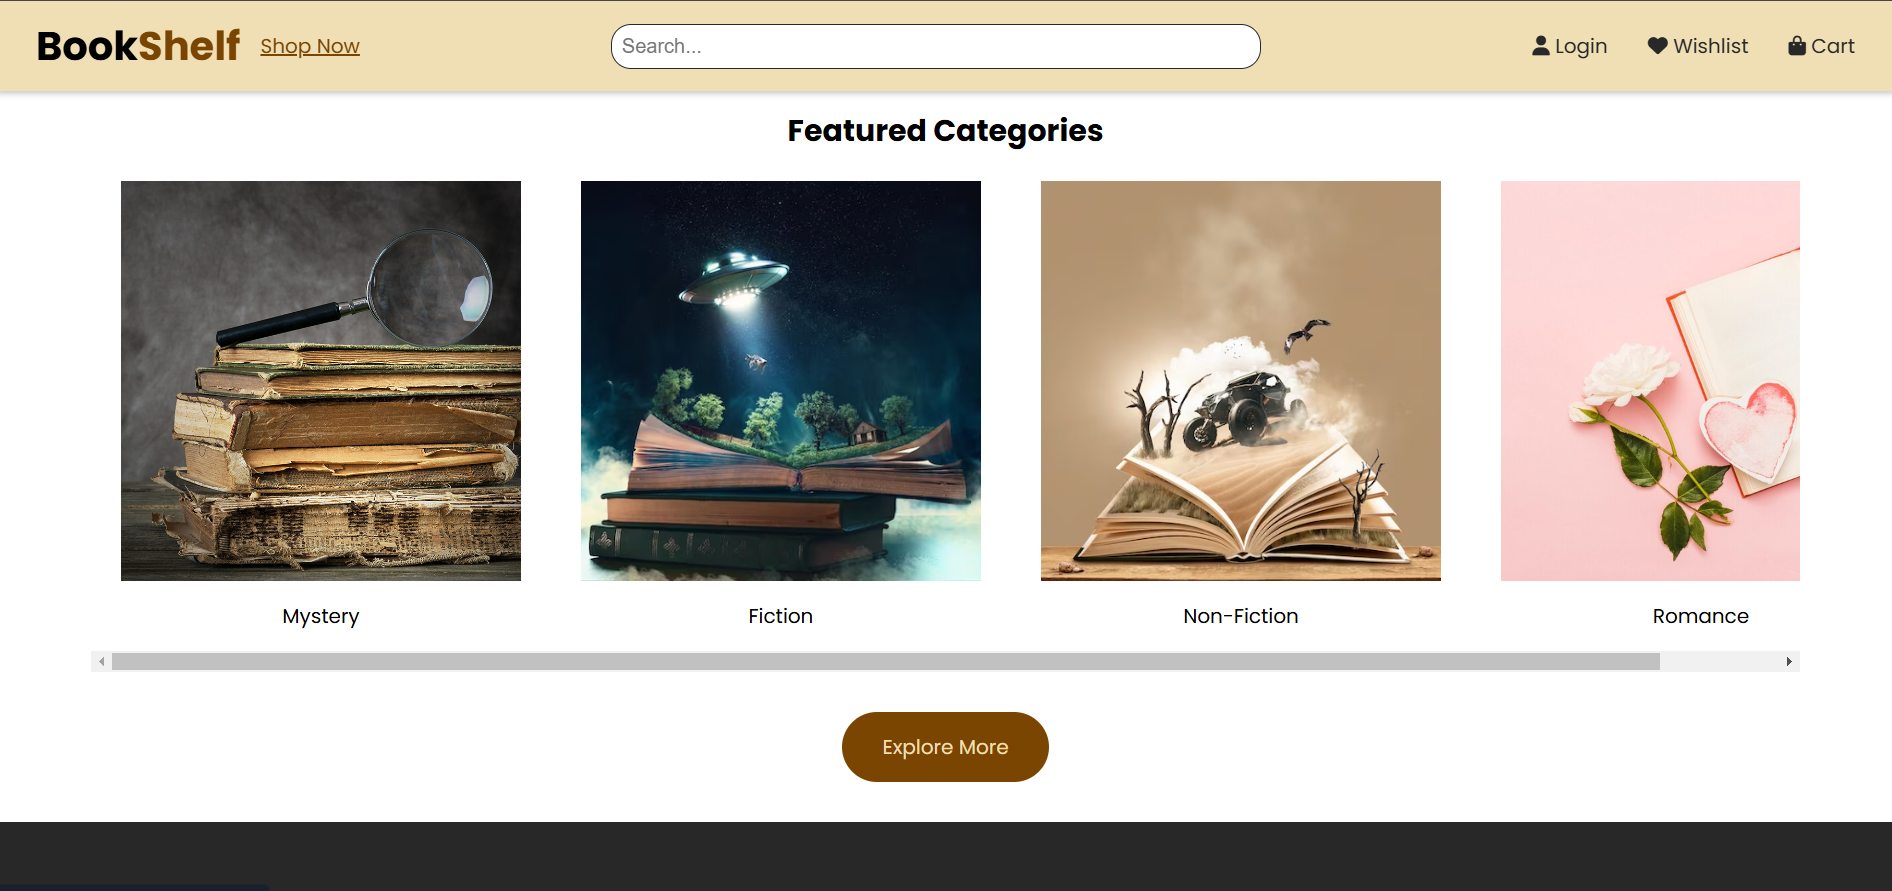 BookShelf Shop Now Search... Login Wishlist Cart
Featured Categories
Mystery Fiction Non-Fiction Romance
Explore More